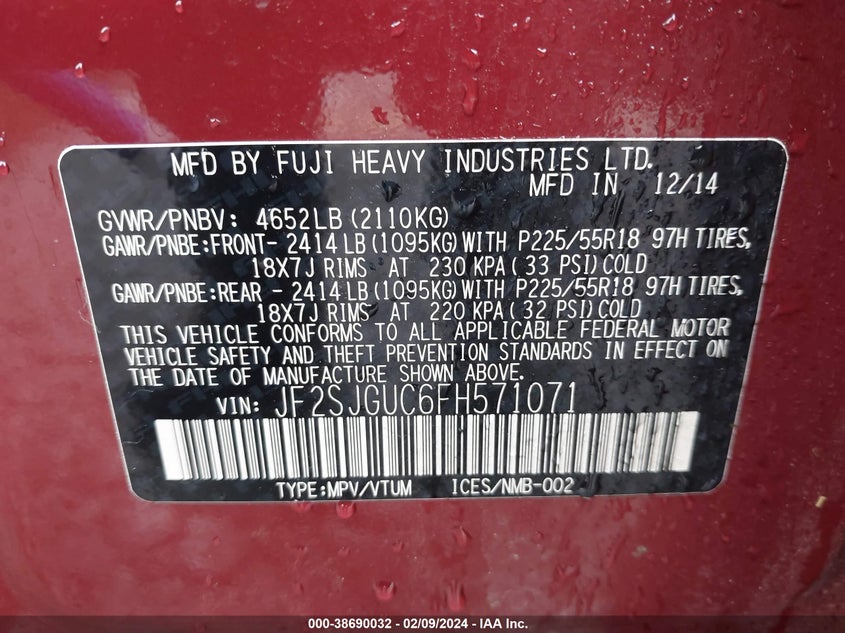 MFD BY FUJI HEAVY INDUSTRIES LTD.
MFD IN 12/14
GVWR/PNBV: 4652LB (2110KG)
GAWR/PNBE:FRONT- 2414LB (1095KG) WITH P225/55R18 97H TIRES,
18X7J RIMS AT 230 KPA ( 33 PSI) COLD
GAWR/PNBE:REAR - 2414LB (1095KG) WITH P225/55R18 97H TIRES,
18X7J RIMS AT 220 KPA ( 32 PSI) COLD
THIS VEHICLE CONFORMS TO ALL APPLICABLE FEDERAL MOTOR
VEHICLE SAFETY AND THEFT PREVENTION STANDARDS IN EFFECT ON
THE DATE OF MANUFACTURE SHOWN ABOVE.
VIN: JF2SJGUC6FH571071
TYPE:MPV/VTUM ICES/NMB-002
000-38690032 - 02/09/2024 - IAA Inc.